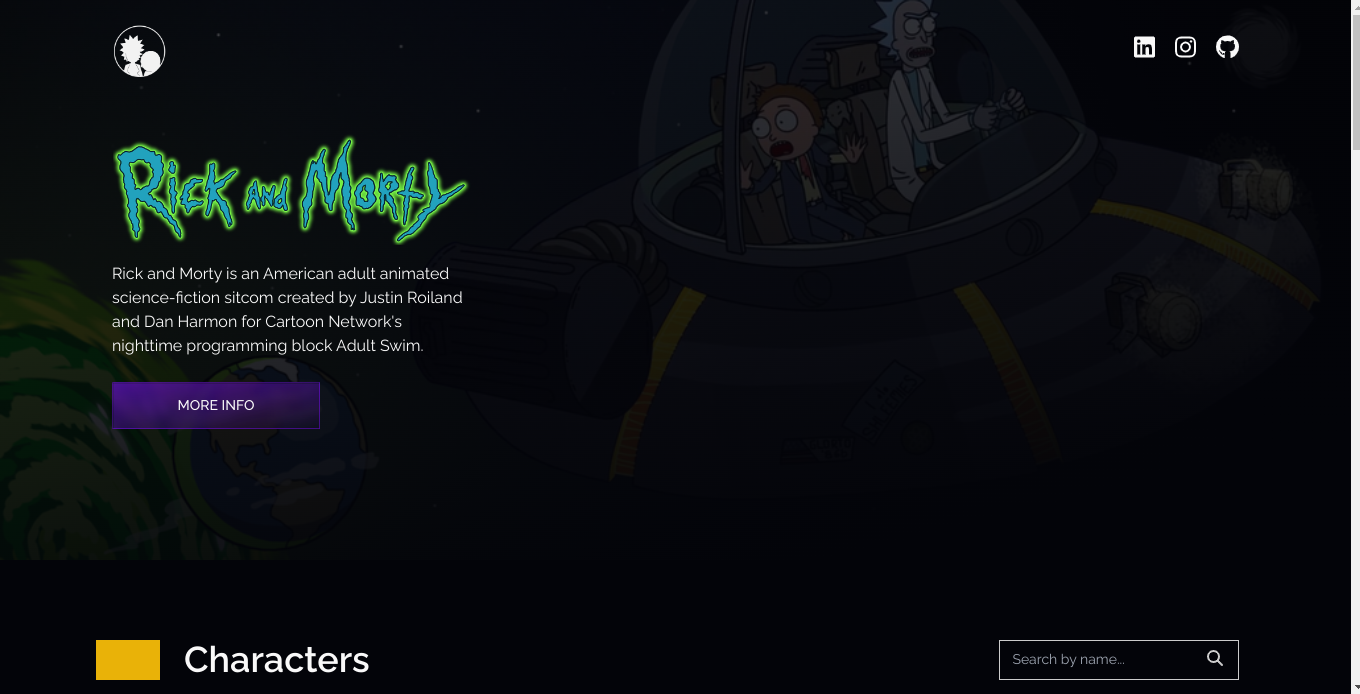 Rick and Morty
Rick and Morty is an American adult animated
science-fiction sitcom created by Justin Roiland
and Dan Harmon for Cartoon Network's
nighttime programming block Adult Swim.
MORE INFO
Characters
Search by name...